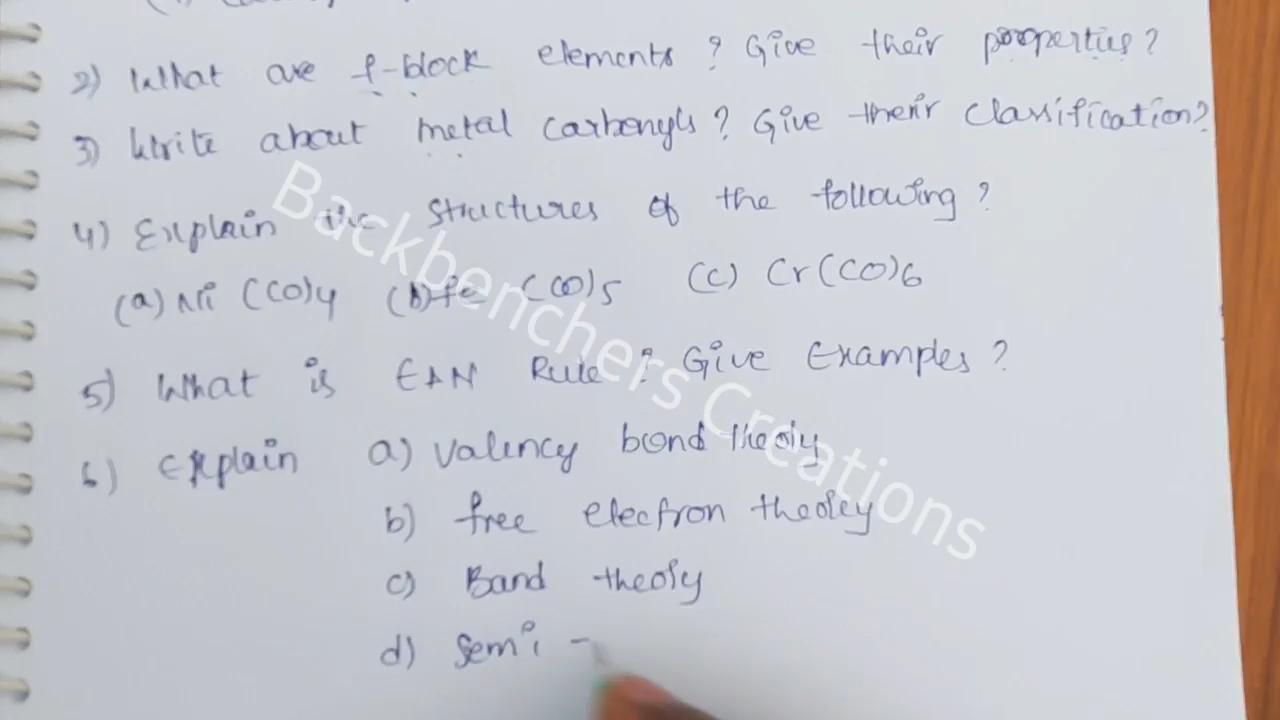 2) What are f-block elements ? Give their properties ?
3) Write about metal carbonyls ? Give their Classification ?
4) Explain the structures of the following ?
(a) Ni (CO)4 (b) Fe (CO)5 (c) Cr(CO)6
5) What is EAN Rule ? Give Examples ?
6) Explain a) Valency bond theory
b) free electron theory
c) Band theory
d) Semi -
Backbenchers Creations